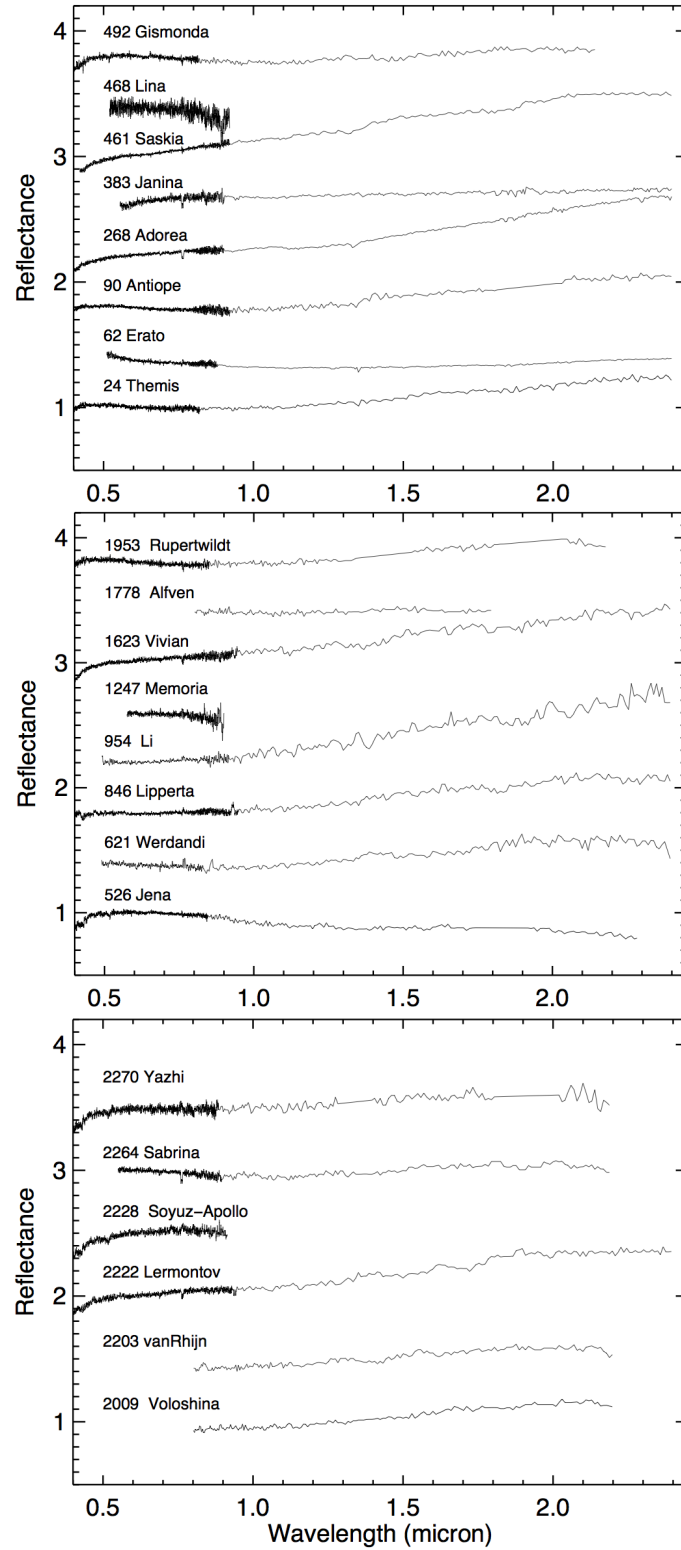 4
492 Gismonda
468 Lina
461 Saskia
3
383 Janina
268 Adorea
2
90 Antiope
62 Erato
24 Themis
1
Reflectance
0.5 1.0 1.5 2.0
4
1953 Rupertwildt
1778 Alfven
1623 Vivian
3
1247 Memoria
954 Li
2
846 Lipperta
621 Werdandi
526 Jena
1
Reflectance
0.5 1.0 1.5 2.0
4
2270 Yazhi
2264 Sabrina
3
2228 Soyuz−Apollo
2222 Lermontov
2
2203 vanRhijn
2009 Voloshina
1
Reflectance
0.5 1.0 1.5 2.0
Wavelength (micron)